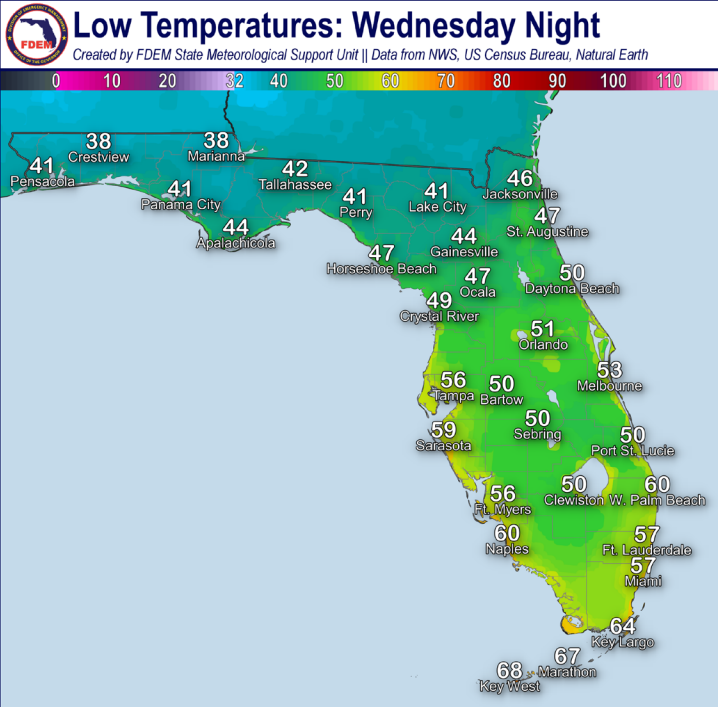 FDEM
Low Temperatures: Wednesday Night
Created by FDEM State Meteorological Support Unit || Data from NWS, US Census Bureau, Natural Earth
0 10 20 32 40 50 60 70 80 90 100 110
38
Crestview
38
Marianna
41
Pensacola
41
Panama City
42
Tallahassee
41
Perry
41
Lake City
46
Jacksonville
44
Apalachicola
47
St. Augustine
44
Gainesville
47
Horseshoe Beach
47
Ocala
50
Daytona Beach
49
Crystal River
51
Orlando
53
Melbourne
56
Tampa
50
Bartow
50
Sebring
59
Sarasota
50
Port St. Lucie
56
Ft. Myers
50
Clewiston
60
W. Palm Beach
60
Naples
57
Ft. Lauderdale
57
Miami
64
Key Largo
67
Marathon
68
Key West